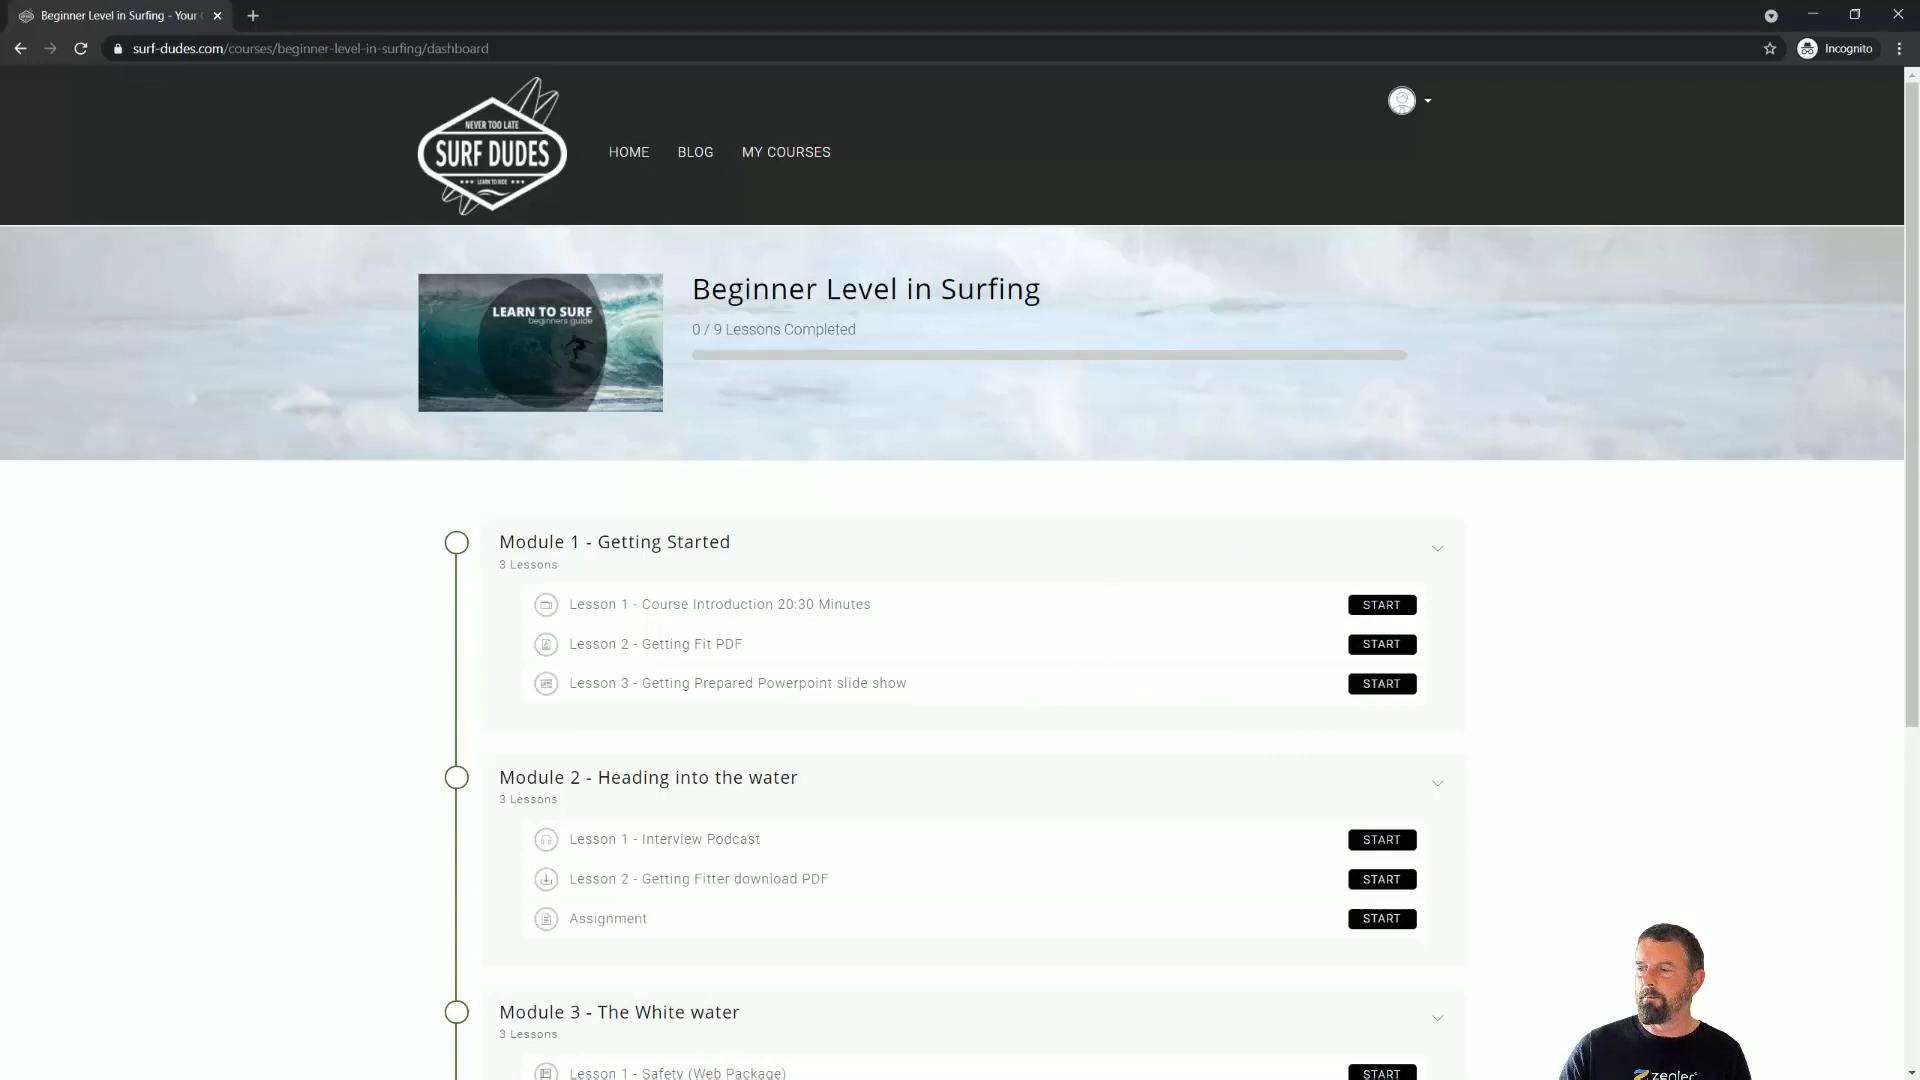 Beginner Level in Surfing - Your
surf-dudes.com/courses/beginner-level-in-surfing/dashboard
Incognito
NEVER TOO LATE
SURF DUDES
LEARN TO RIDE
HOME
BLOG
MY COURSES
LEARN TO SURF
beginners guide
Beginner Level in Surfing
0 / 9 Lessons Completed
Module 1 - Getting Started
3 Lessons
Lesson 1 - Course Introduction 20:30 Minutes
START
Lesson 2 - Getting Fit PDF
START
Lesson 3 - Getting Prepared Powerpoint slide show
START
Module 2 - Heading into the water
3 Lessons
Lesson 1 - Interview Podcast
START
Lesson 2 - Getting Fitter download PDF
START
Assignment
START
Module 3 - The White water
3 Lessons
Lesson 1 - Safety (Web Package)
START
zenler